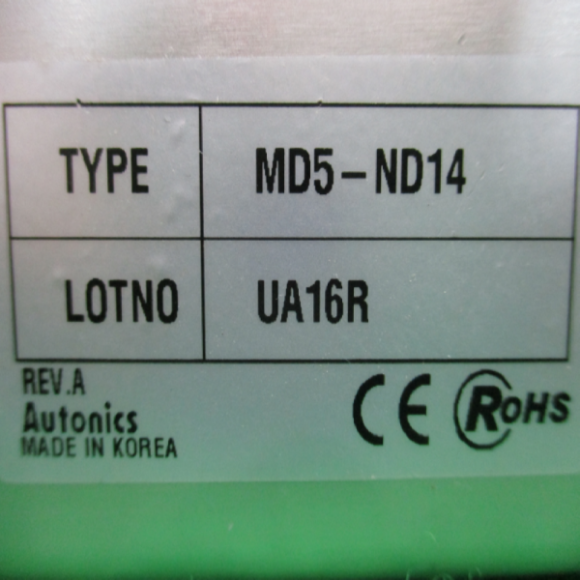 TYPE MD5-ND14
LOTNO UA16R
REV.A
Autonics
MADE IN KOREA
CE RoHS